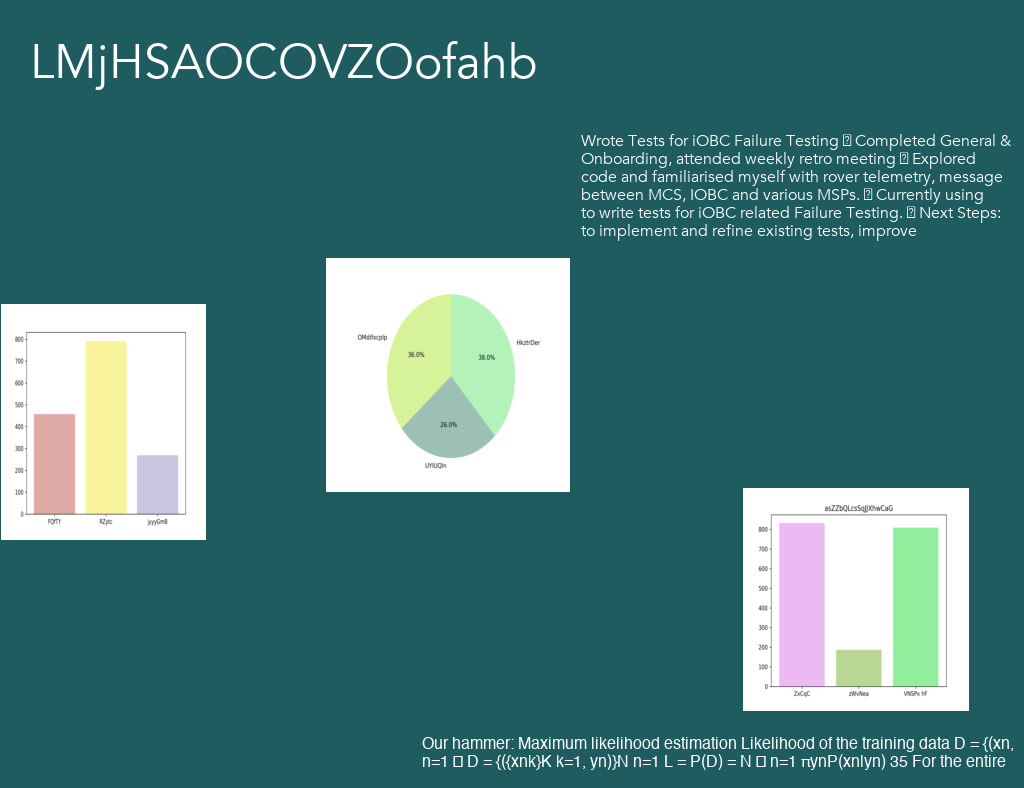 LMjHSAOCOVZOofahb
Wrote Tests for iOBC Failure Testing ⍰ Completed General &
Onboarding, attended weekly retro meeting ⍰ Explored
code and familiarised myself with rover telemetry, message
between MCS, IOBC and various MSPs. ⍰ Currently using
to write tests for iOBC related Failure Testing. ⍰ Next Steps:
to implement and refine existing tests, improve
OMdifxcpIp
HkztrDer
36.0%
38.0%
26.0%
UYIUQIn
800
700
600
500
400
300
200
100
0
FQfTY RZytc JyyyGmB
asZZbQLcsSqJJXhwCaG
800
700
600
500
400
300
200
100
0
ZxCqC zWvNea VNSPx hF
Our hammer: Maximum likelihood estimation Likelihood of the training data D = {(xn,
n=1 □ D = {({xnk}K k=1, yn)}N n=1 L = P(D) = N □ n=1 πynP(xn|yn) 35 For the entire